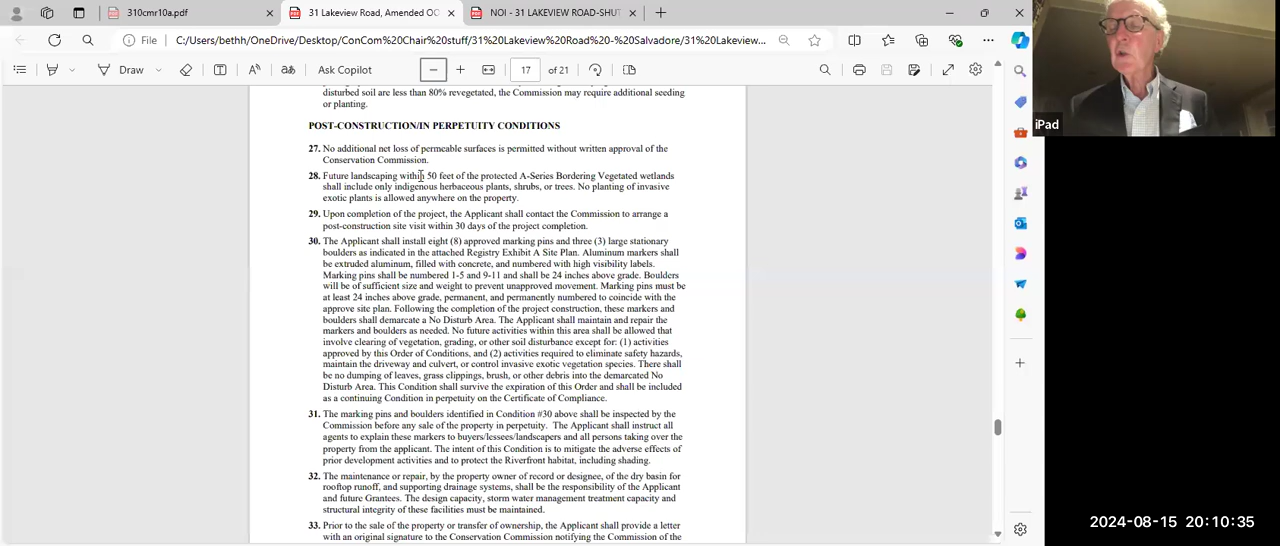 310cmr10a.pdf
31 Lakeview Road, Amended OO
NOI - 31 LAKEVIEW ROAD-SHUT
File
C:/Users/bethh/OneDrive/Desktop/ConCom%20Chair%20stuff/31%20Lakeview%20Road%20-%20Salvadore/31%20Lakeview...
Draw
Ask Copilot
17 of 21
disturbed soil are less than 80% revegetated, the Commission may require additional seeding
or planting.
POST-CONSTRUCTION/IN PERPETUITY CONDITIONS
27. No additional net loss of permeable surfaces is permitted without written approval of the
Conservation Commission.
28. Future landscaping within 50 feet of the protected A-Series Bordering Vegetated wetlands
shall include only indigenous herbaceous plants, shrubs, or trees. No planting of invasive
exotic plants is allowed anywhere on the property.
29. Upon completion of the project, the Applicant shall contact the Commission to arrange a
post-construction site visit within 30 days of the project completion.
30. The Applicant shall install eight (8) approved marking pins and three (3) large stationary
boulders as indicated in the attached Registry Exhibit A Site Plan. Aluminum markers shall
be extruded aluminum, filled with concrete, and numbered with high visibility labels.
Marking pins shall be numbered 1-5 and 9-11 and shall be 24 inches above grade. Boulders
will be of sufficient size and weight to prevent unapproved movement. Marking pins must be
at least 24 inches above grade, permanent, and permanently numbered to coincide with the
approve site plan. Following the completion of the project construction, these markers and
boulders shall demarcate a No Disturb Area. The Applicant shall maintain and repair the
markers and boulders as needed. No future activities within this area shall be allowed that
involve clearing of vegetation, grading, or other soil disturbance except for: (1) activities
approved by this Order of Conditions, and (2) activities required to eliminate safety hazards,
maintain the driveway and culvert, or control invasive exotic vegetation species. There shall
be no dumping of leaves, grass clippings, brush, or other debris into the demarcated No
Disturb Area. This Condition shall survive the expiration of this Order and shall be included
as a continuing Condition in perpetuity on the Certificate of Compliance.
31. The marking pins and boulders identified in Condition #30 above shall be inspected by the
Commission before any sale of the property in perpetuity. The Applicant shall instruct all
agents to explain these markers to buyers/lessees/landscapers and all persons taking over the
property from the applicant. The intent of this Condition is to mitigate the adverse effects of
prior development activities and to protect the Riverfront habitat, including shading.
32. The maintenance or repair, by the property owner of record or designee, of the dry basin for
rooftop runoff, and supporting drainage systems, shall be the responsibility of the Applicant
and future Grantees. The design capacity, storm water management treatment capacity and
structural integrity of these facilities must be maintained.
33. Prior to the sale of the property or transfer of ownership, the Applicant shall provide a letter
with an original signature to the Conservation Commission notifying the Commission of the
iPad
2024-08-15 20:10:35